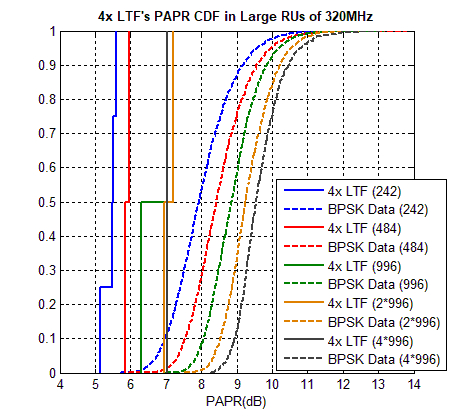 4x LTF's PAPR CDF in Large RUs of 320MHz
1
0.9
0.8
0.7
0.6
0.5
0.4
0.3
0.2
0.1
0
4x LTF (242)
BPSK Data (242)
4x LTF (484)
BPSK Data (484)
4x LTF (996)
BPSK Data (996)
4x LTF (2*996)
BPSK Data (2*996)
4x LTF (4*996)
BPSK Data (4*996)
4 5 6 7 8 9 10 11 12 13 14
PAPR(dB)